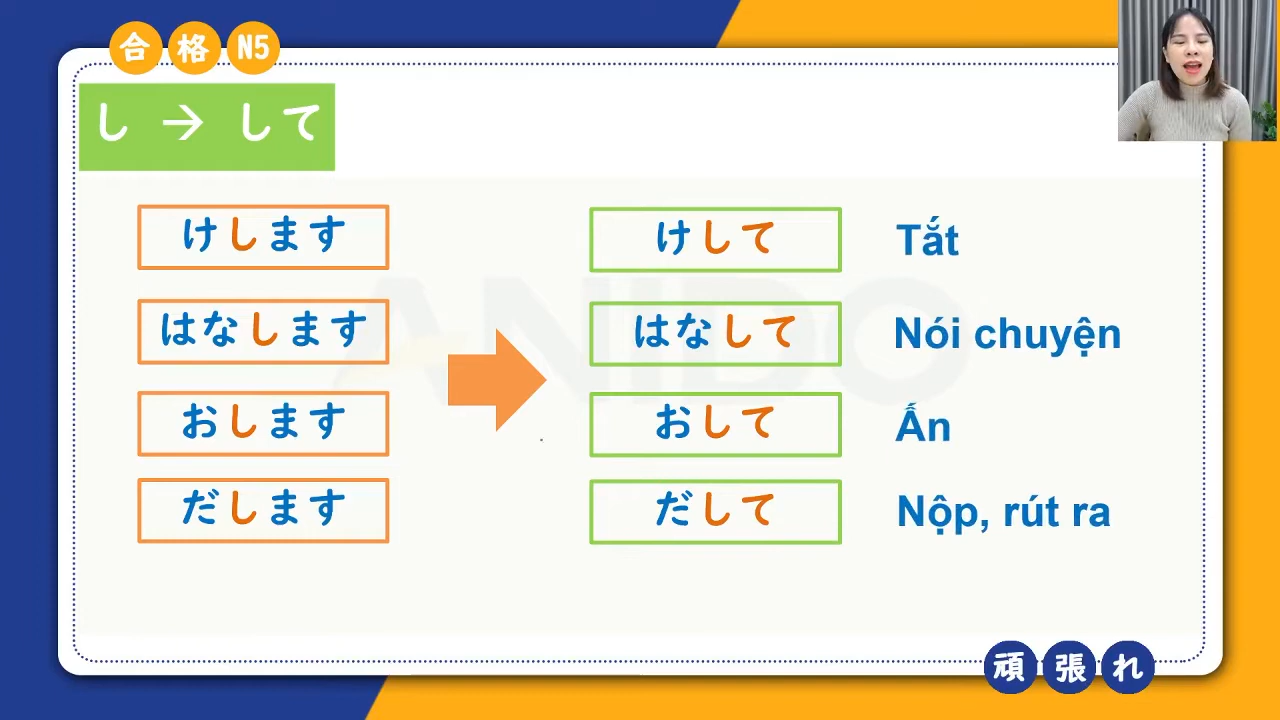 合格N5
し → して
けします けして Tắt
はなします はなして Nói chuyện
おします おして Ấn
だします だして Nộp, rút ra
ANIDO
頑張れ